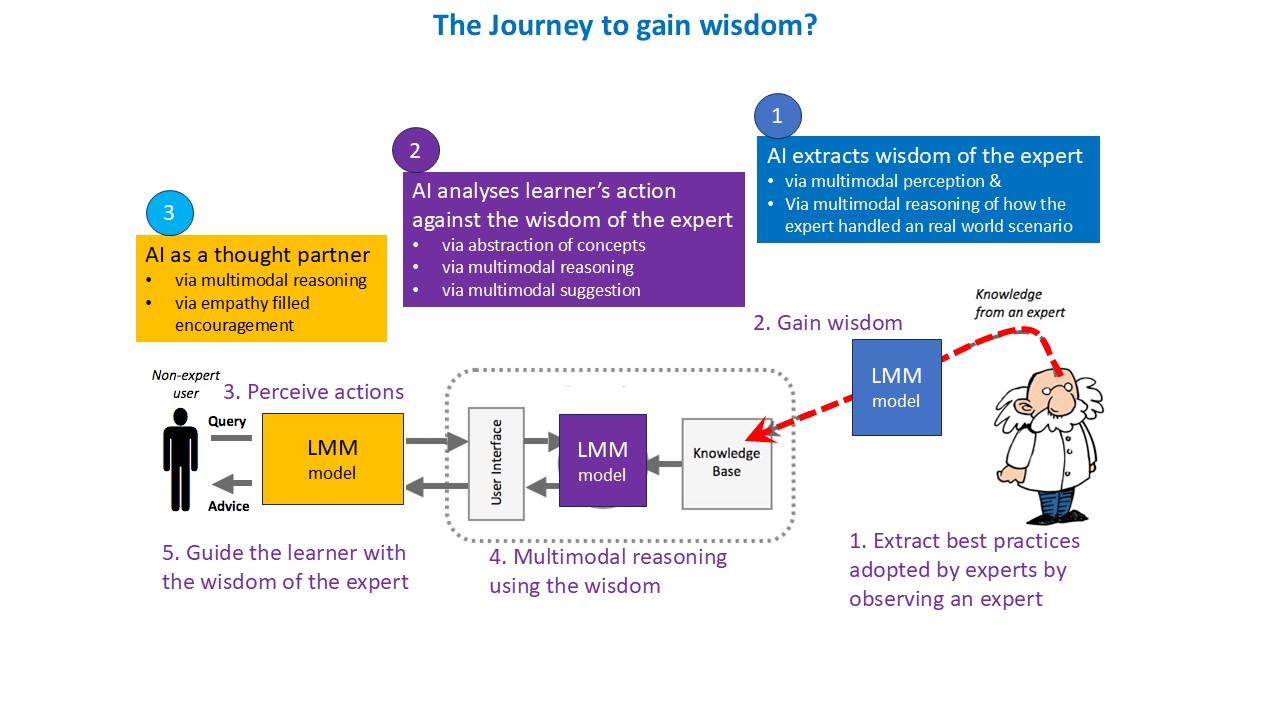 The Journey to gain wisdom?
1
AI extracts wisdom of the expert
• via multimodal perception &
• Via multimodal reasoning of how the
expert handled an real world scenario
2
AI analyses learner’s action
against the wisdom of the expert
• via abstraction of concepts
• via multimodal reasoning
• via multimodal suggestion
3
AI as a thought partner
• via multimodal reasoning
• via empathy filled
encouragement
Knowledge
from an expert
2. Gain wisdom
LMM
model
Non-expert
user
3. Perceive actions
Query
Advice
LMM
model
User Interface
LMM
model
Knowledge
Base
5. Guide the learner with
the wisdom of the expert
4. Multimodal reasoning
using the wisdom
1. Extract best practices
adopted by experts by
observing an expert